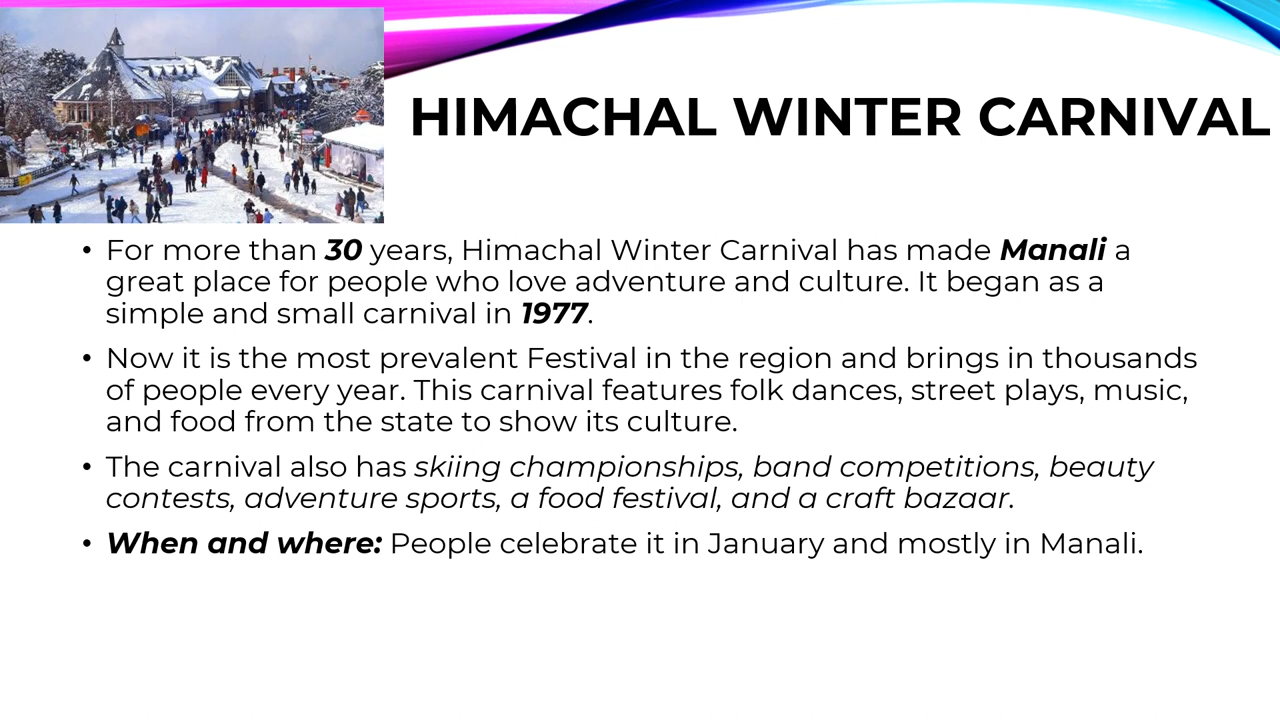 HIMACHAL WINTER CARNIVAL
• For more than 30 years, Himachal Winter Carnival has made Manali a
great place for people who love adventure and culture. It began as a
simple and small carnival in 1977.
• Now it is the most prevalent Festival in the region and brings in thousands
of people every year. This carnival features folk dances, street plays, music,
and food from the state to show its culture.
• The carnival also has skiing championships, band competitions, beauty
contests, adventure sports, a food festival, and a craft bazaar.
• When and where: People celebrate it in January and mostly in Manali.